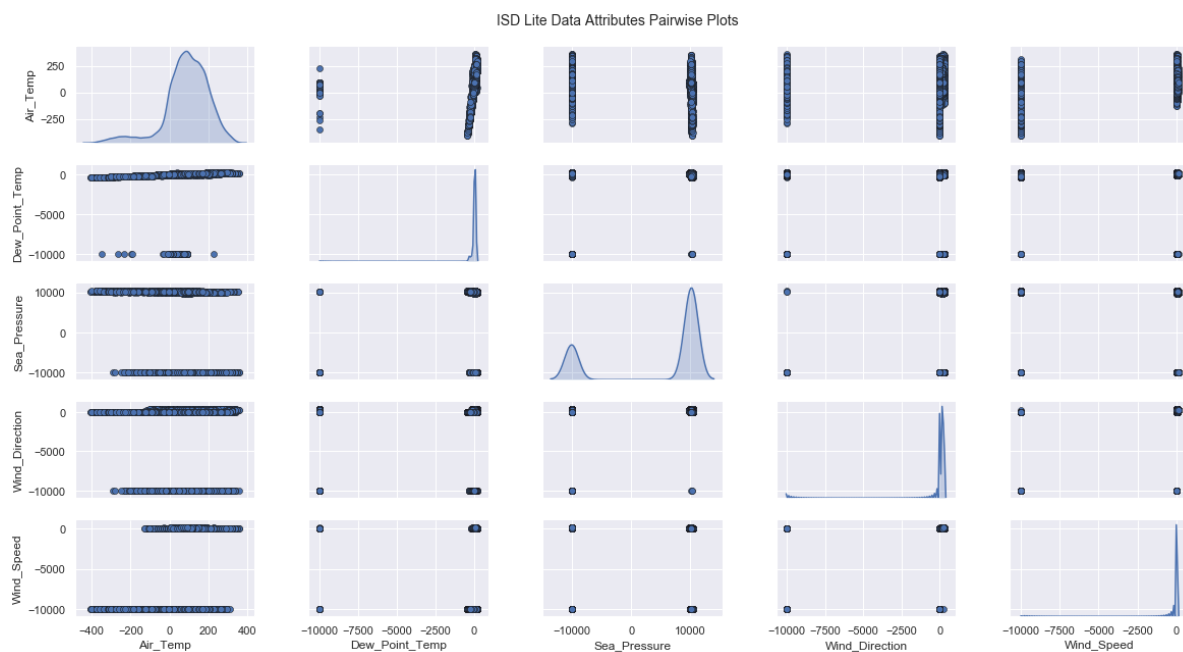 ISD Lite Data Attributes Pairwise Plots
Air_Temp
250
0
−250
Dew_Point_Temp
0
−5000
−10000
Sea_Pressure
10000
0
−10000
Wind_Direction
0
−5000
−10000
Wind_Speed
0
−5000
−10000
−400 −200 0 200 400
Air_Temp
−10000 −7500 −5000 −2500 0
Dew_Point_Temp
−10000 0 10000
Sea_Pressure
−10000 −7500 −5000 −2500 0
Wind_Direction
−10000 −7500 −5000 −2500 0
Wind_Speed